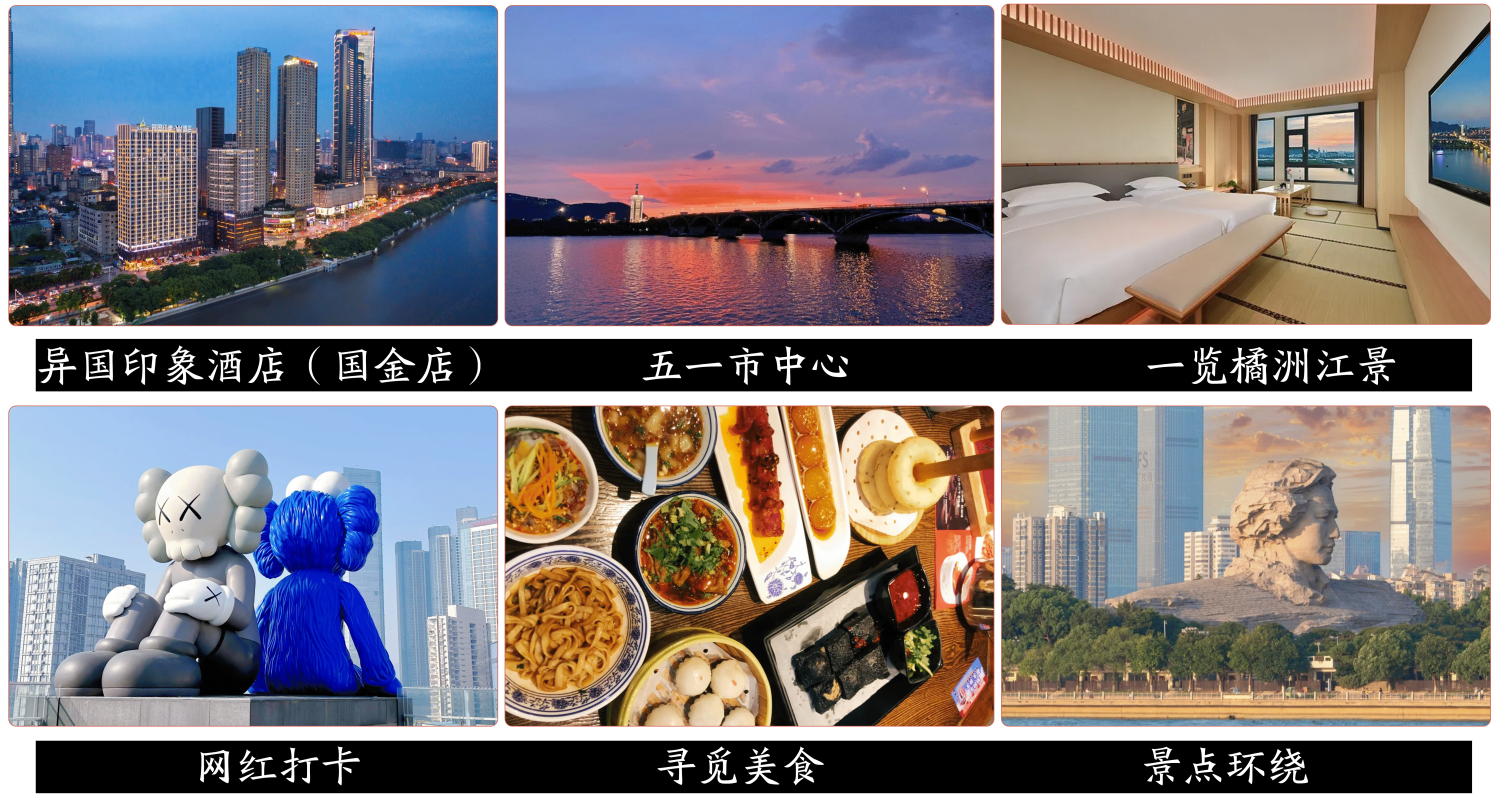 异国印象酒店（国金店）
五一市中心
一览橘洲江景
网红打卡
寻觅美食
景点环绕